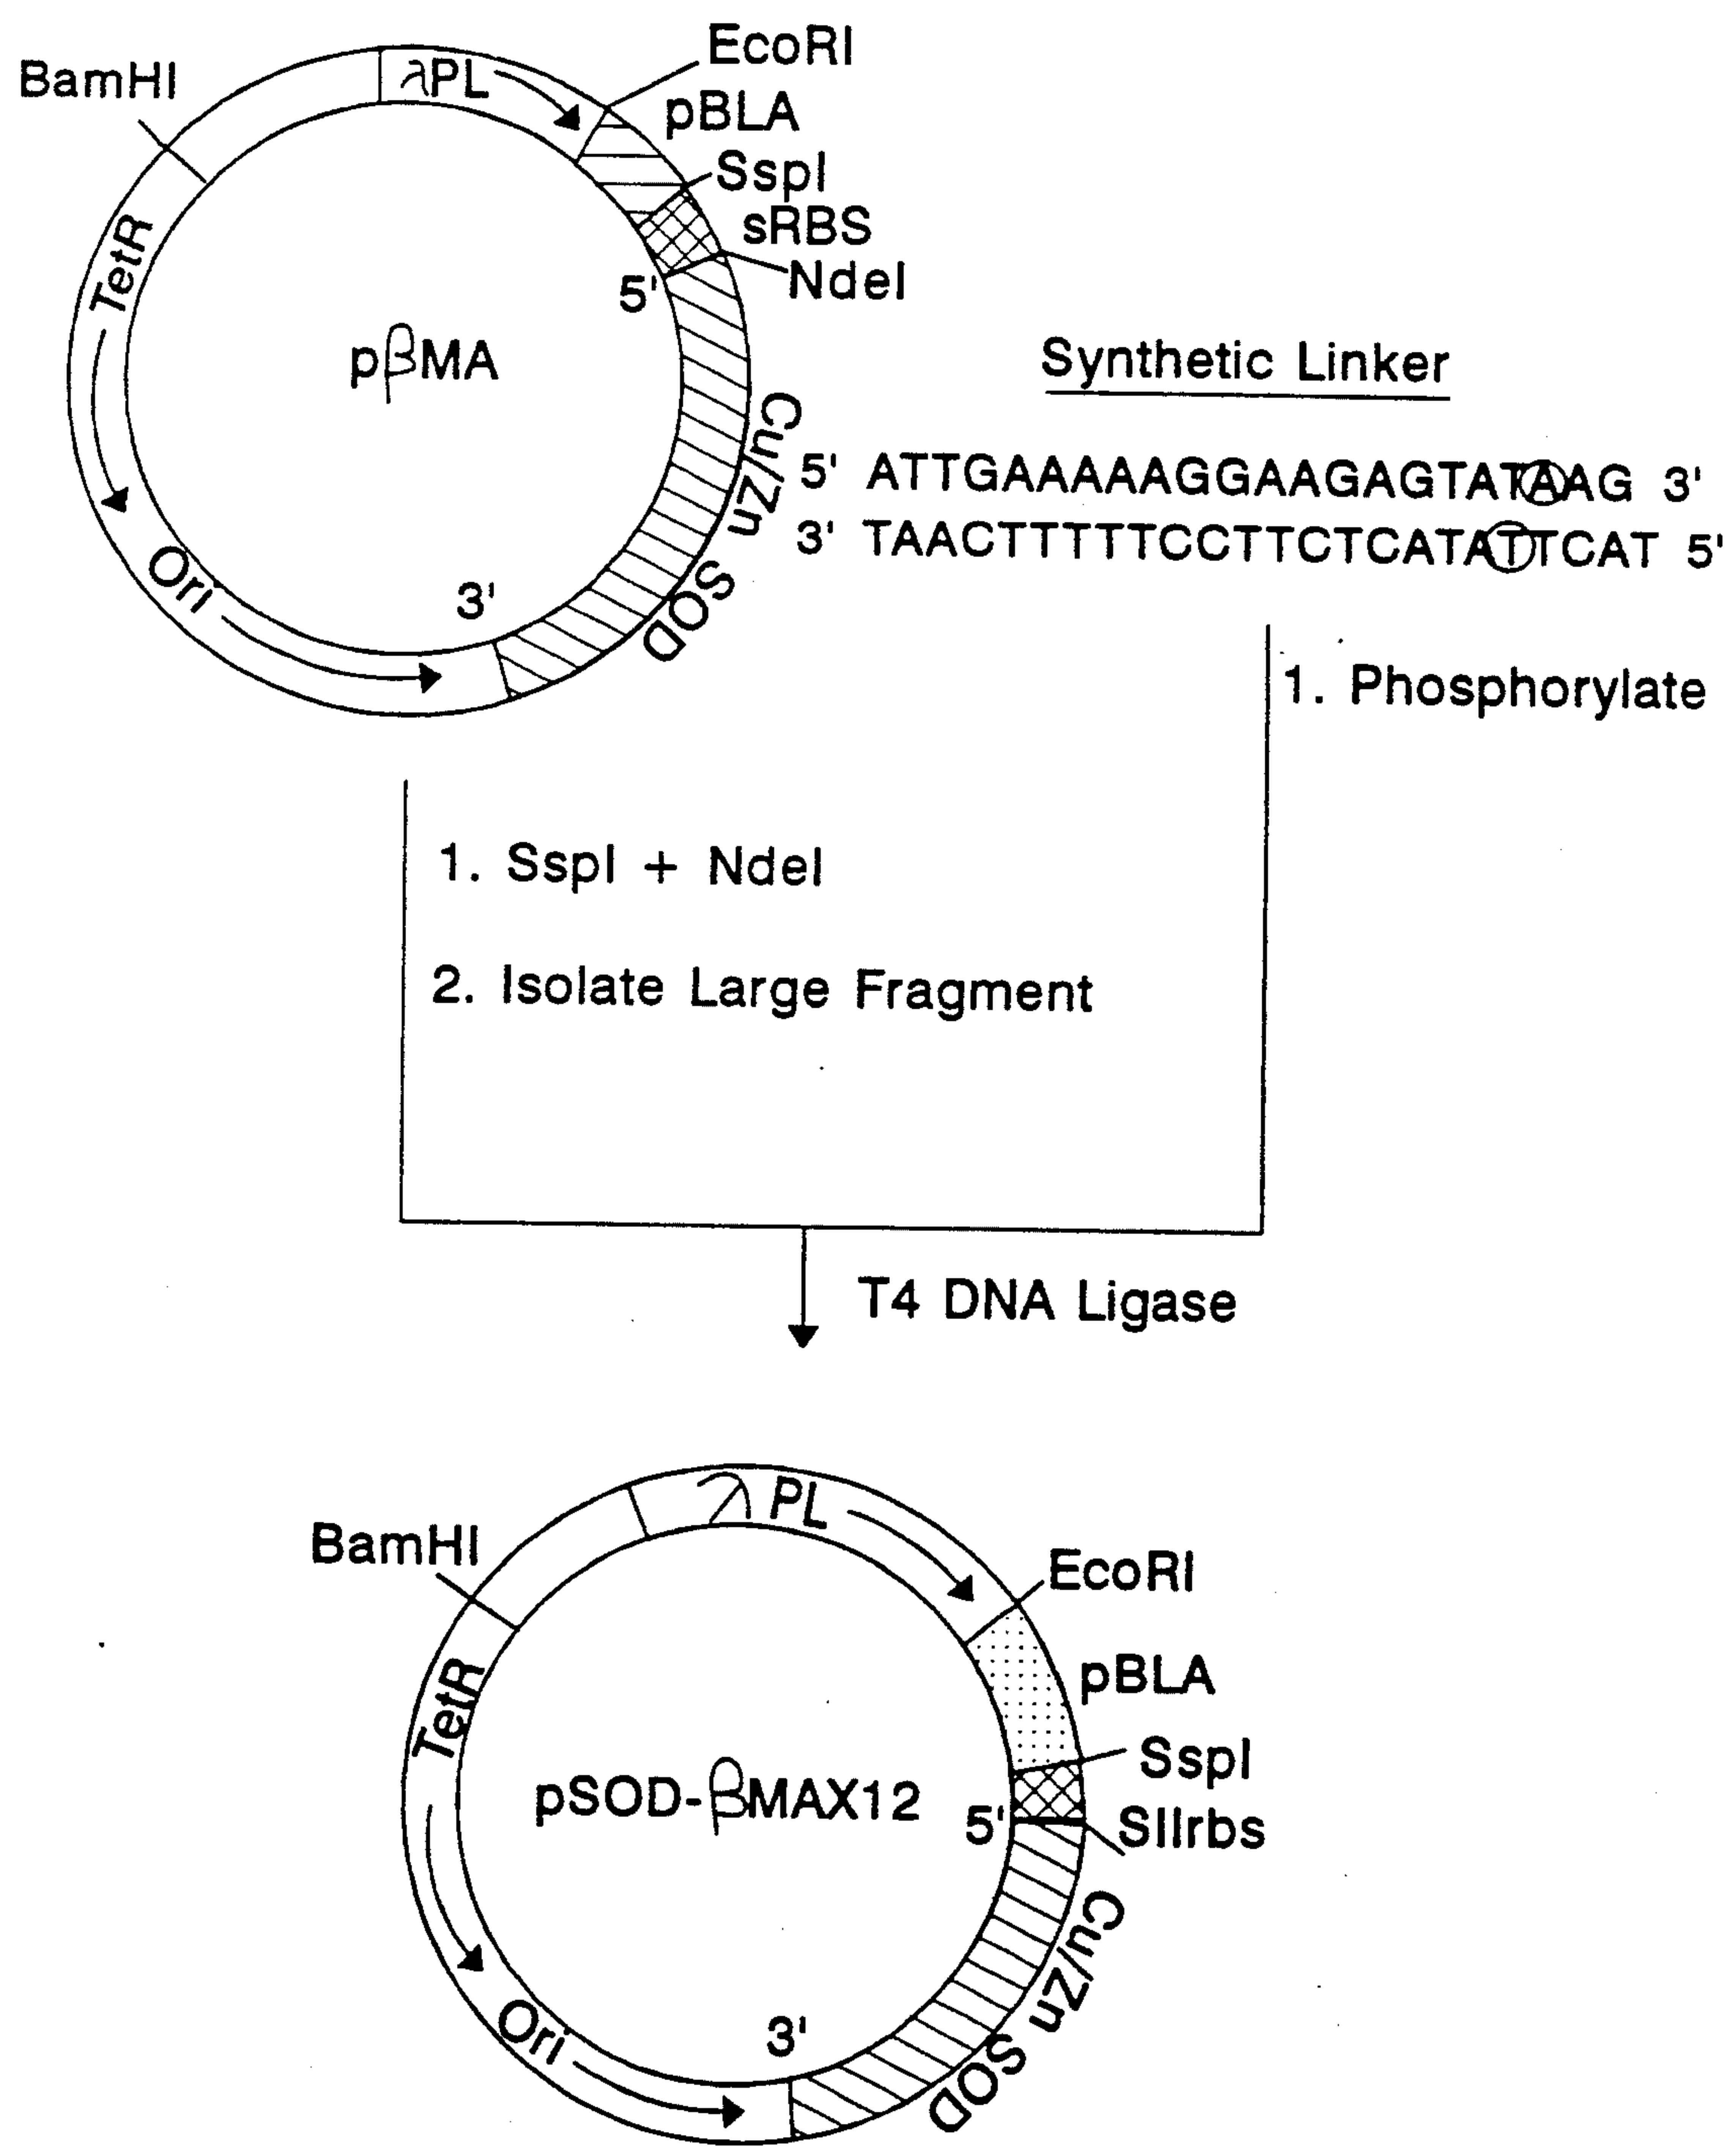 EcoRI
BamHI
λPL
pBLA
SspI
sRBS
NdeI
5'
TetR
pβMA
Cu/Zn SOD
Ori
3'
Synthetic Linker
5' ATTGAAAAAGGAAGAGTATAAG 3'
3' TAACTTTTTCCTTCTCATATTCAT 5'
1. Phosphorylate
1. SspI + NdeI
2. Isolate Large Fragment
T4 DNA Ligase
λ PL
BamHI
EcoRI
pBLA
TetR
SspI
pSOD-βMAX12
5'
SIIrbs
Cu/Zn SOD
Ori
3'